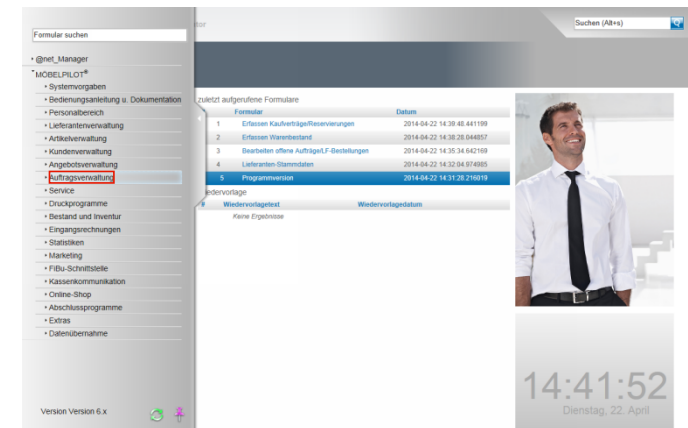 tor
Suchen (Alt+s)
Formular suchen
@net_Manager
MÖBELPILOT®
Systemvorgaben
Bedienungsanleitung u. Dokumentation
Personalbereich
Lieferantenverwaltung
Artikelverwaltung
Kundenverwaltung
Angebotsverwaltung
Auftragsverwaltung
Service
Druckprogramme
Bestand und Inventur
Eingangsrechnungen
Statistiken
Marketing
FiBu-Schnittstelle
Kassenkommunikation
Online-Shop
Abschlussprogramme
Extras
Datenübernahme
Version Version 6.x
zuletzt aufgerufene Formulare
Formular Datum
1 Erfassen Kaufverträge/Reservierungen 2014-04-22 14:39:48.441199
2 Erfassen Warenbestand 2014-04-22 14:38:28.044857
3 Bearbeiten offene Aufträge/LF-Bestellungen 2014-04-22 14:35:34.642169
4 Lieferanten-Stammdaten 2014-04-22 14:32:04.974985
5 Programmversion 2014-04-22 14:31:28.216019
edervorlage
# Wiedervorlagetext Wiedervorlagedatum
Keine Ergebnisse
14:41:52
Dienstag, 22. April